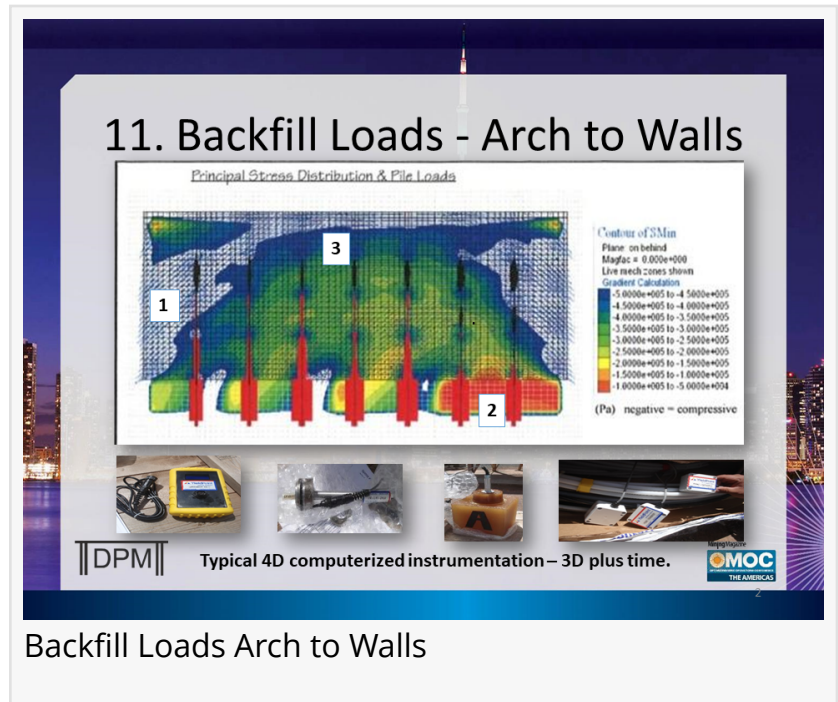 11. Backfill Loads - Arch to Walls
Principal Stress Distribution & Pile Loads
3
1
2
Contour of SMin
Plane: on behind
Magfac = 0.000e+000
Live mech zones shown
Gradient Calculation
-5.0000e+005 to -4.5000e+005
-4.5000e+005 to -4.0000e+005
-4.0000e+005 to -3.5000e+005
-3.5000e+005 to -3.0000e+005
-3.0000e+005 to -2.5000e+005
-2.5000e+005 to -2.0000e+005
-2.0000e+005 to -1.5000e+005
-1.5000e+005 to -1.0000e+005
-1.0000e+005 to -5.0000e+004
(Pa) negative = compressive
A
DPM
Typical 4D computerized instrumentation – 3D plus time.
Mining Magazine
MOC
THE AMERICAS
2
Backfill Loads Arch to Walls